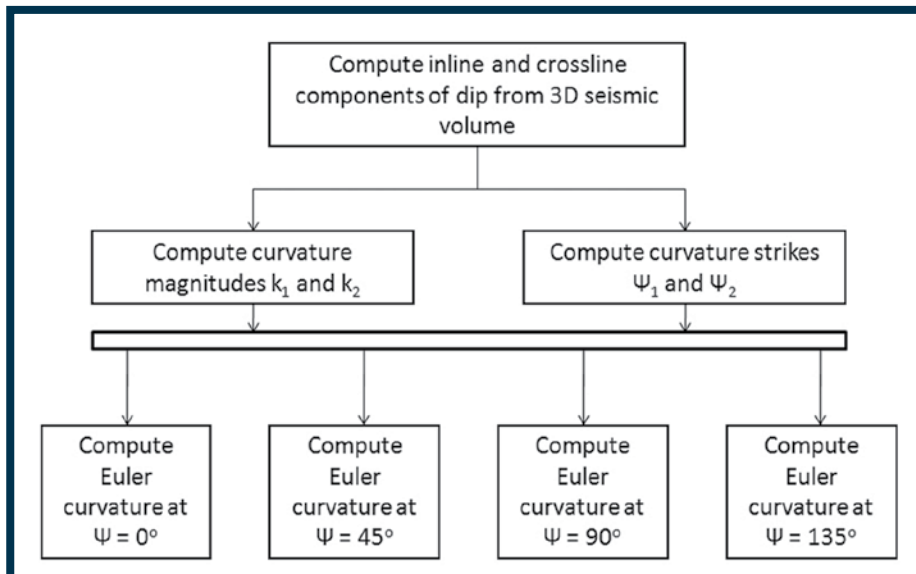 Compute inline and crossline
components of dip from 3D seismic
volume
Compute curvature
magnitudes k₁ and k₂
Compute curvature strikes
Ψ₁ and Ψ₂
Compute
Euler
curvature at
Ψ = 0°
Compute
Euler
curvature at
Ψ = 45°
Compute
Euler
curvature at
Ψ = 90°
Compute
Euler
curvature at
Ψ = 135°